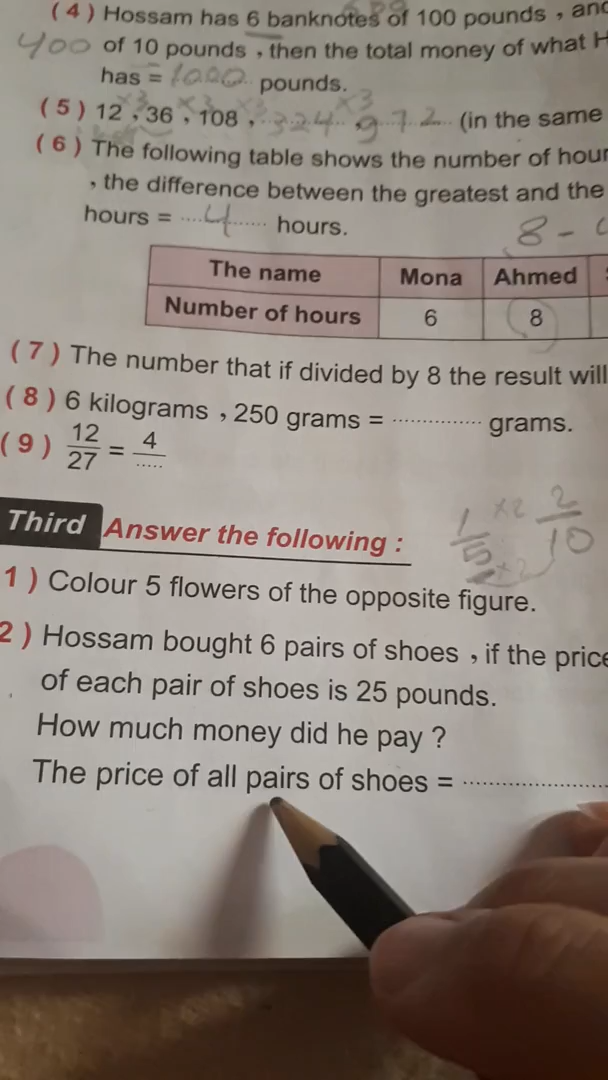 (4) Hossam has 6 banknotes of 100 pounds , and
400 of 10 pounds , then the total money of what H
has = 1000 pounds.
×3 ×3 ×3 ×3
(5) 12 , 36 , 108 , 324 , 972 (in the same
(6) The following table shows the number of hour
, the difference between the greatest and the
hours = ....4...... hours.
8 -
The name Mona Ahmed
Number of hours 6 8
(7) The number that if divided by 8 the result will
(8) 6 kilograms , 250 grams = .............. grams.
(9) 12/27 = 4/.....
1/5 ×2 ×2 2/10
Third Answer the following :
1) Colour 5 flowers of the opposite figure.
2) Hossam bought 6 pairs of shoes , if the price
of each pair of shoes is 25 pounds.
How much money did he pay ?
The price of all pairs of shoes = ......................